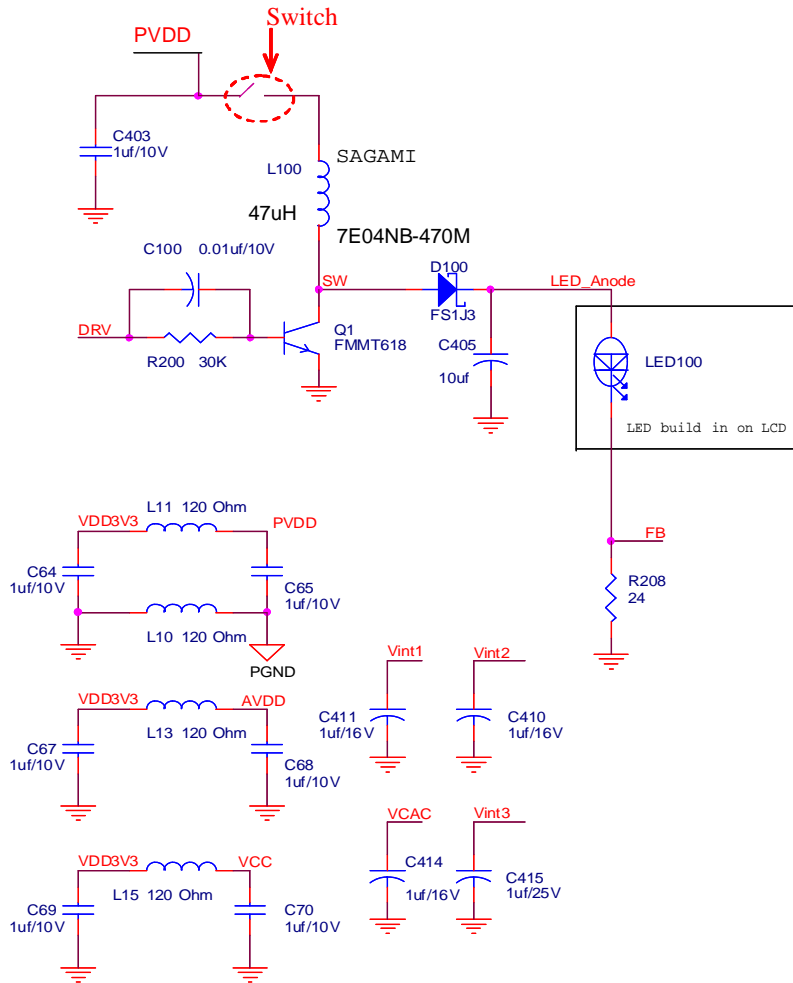 Switch
PVDD
C403
1uf/10V
SAGAMI
L100
47uH
7E04NB-470M
C100 0.01uf/10V
SW
D100
LED_Anode
FS1J3
DRV
R200 30K
Q1
FMMT618
C405
10uf
LED100
LED build in on LCD
L11 120 Ohm
VDD3V3
PVDD
FB
C64
1uf/10V
C65
1uf/10V
R208
24
L10 120 Ohm
PGND
Vint1
Vint2
VDD3V3
AVDD
C411
1uf/16V
C410
1uf/16V
L13 120 Ohm
C67
1uf/10V
C68
1uf/10V
VCAC
Vint3
VDD3V3
VCC
C414
1uf/16V
C415
1uf/25V
L15 120 Ohm
C69
1uf/10V
C70
1uf/10V